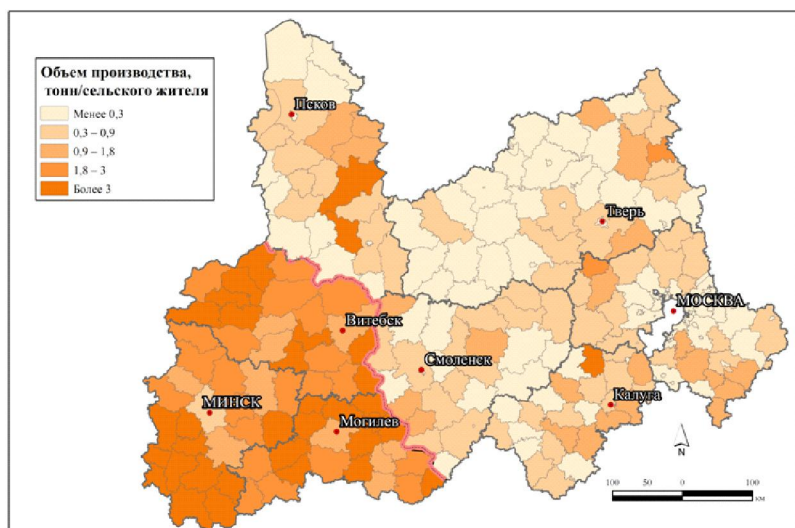 Объем производства,
тонн/сельского жителя
Менее 0,3
0,3 – 0,9
0,9 – 1,8
1,8 – 3
Более 3
Псков
Тверь
МОСКВА
Витебск
Смоленск
Калуга
МИНСК
Могилев
N
100 50 0 100
км